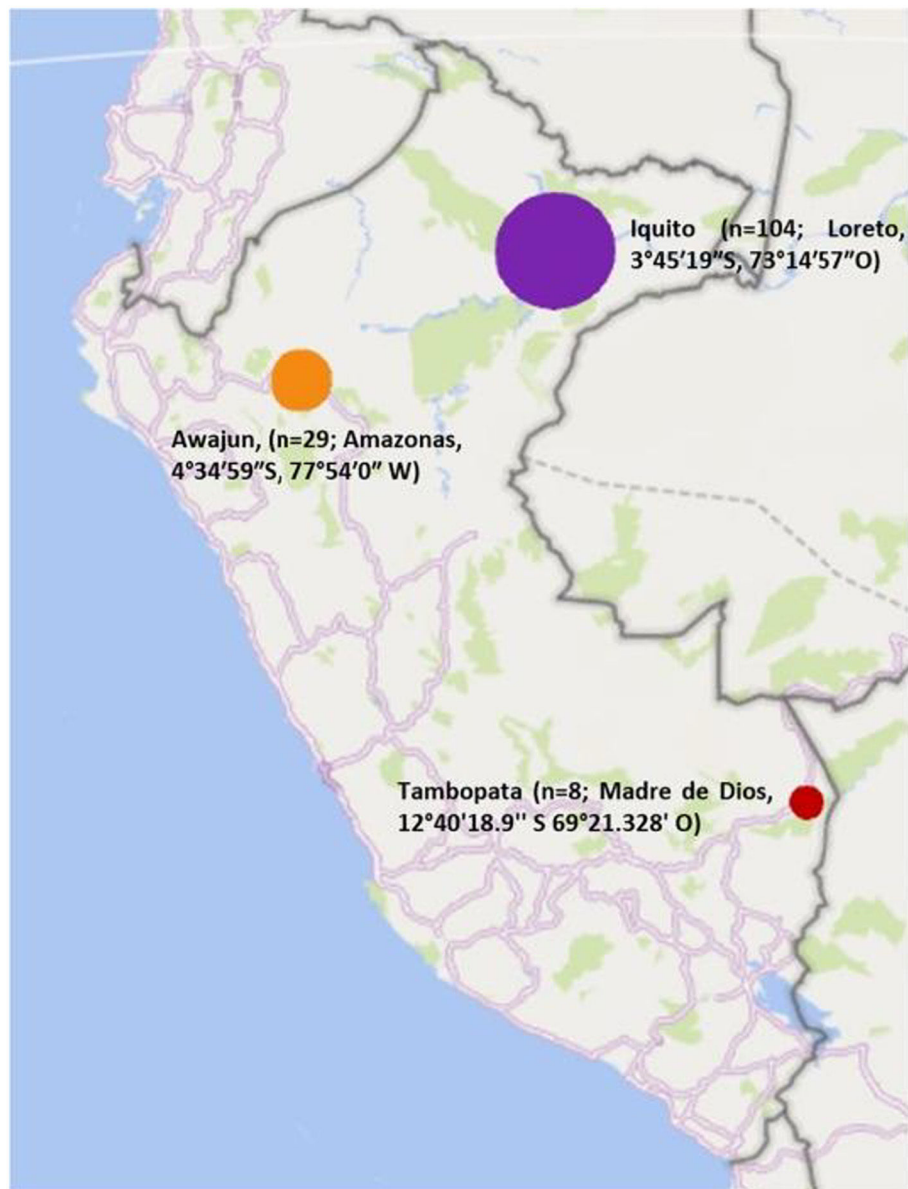 Iquito (n=104; Loreto,
3°45′19″S, 73°14′57″O)
Awajun, (n=29; Amazonas,
4°34′59″S, 77°54′0″ W)
Tambopata (n=8; Madre de Dios,
12°40'18.9'' S 69°21.328' O)